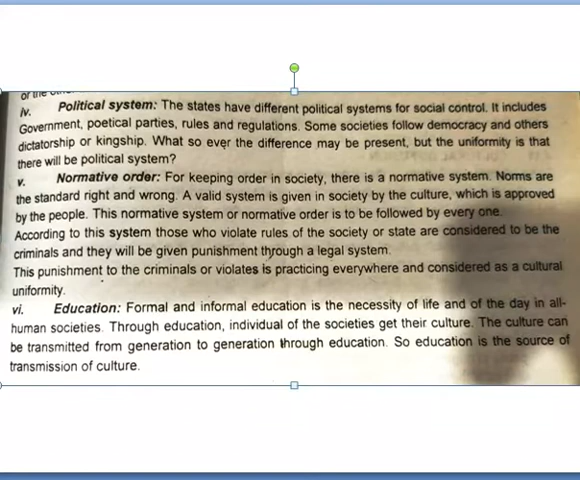 or the
iv. Political system: The states have different political systems for social control. It includes
Government, poetical parties, rules and regulations. Some societies follow democracy and others
dictatorship or kingship. What so ever the difference may be present, but the uniformity is that
there will be political system?
v. Normative order: For keeping order in society, there is a normative system. Norms are
the standard right and wrong. A valid system is given in society by the culture, which is approved
by the people. This normative system or normative order is to be followed by every one.
According to this system those who violate rules of the society or state are considered to be the
criminals and they will be given punishment through a legal system.
This punishment to the criminals or violates is practicing everywhere and considered as a cultural
uniformity.
vi. Education: Formal and informal education is the necessity of life and of the day in all-
human societies. Through education, individual of the societies get their culture. The culture can
be transmitted from generation to generation through education. So education is the source of
transmission of culture.